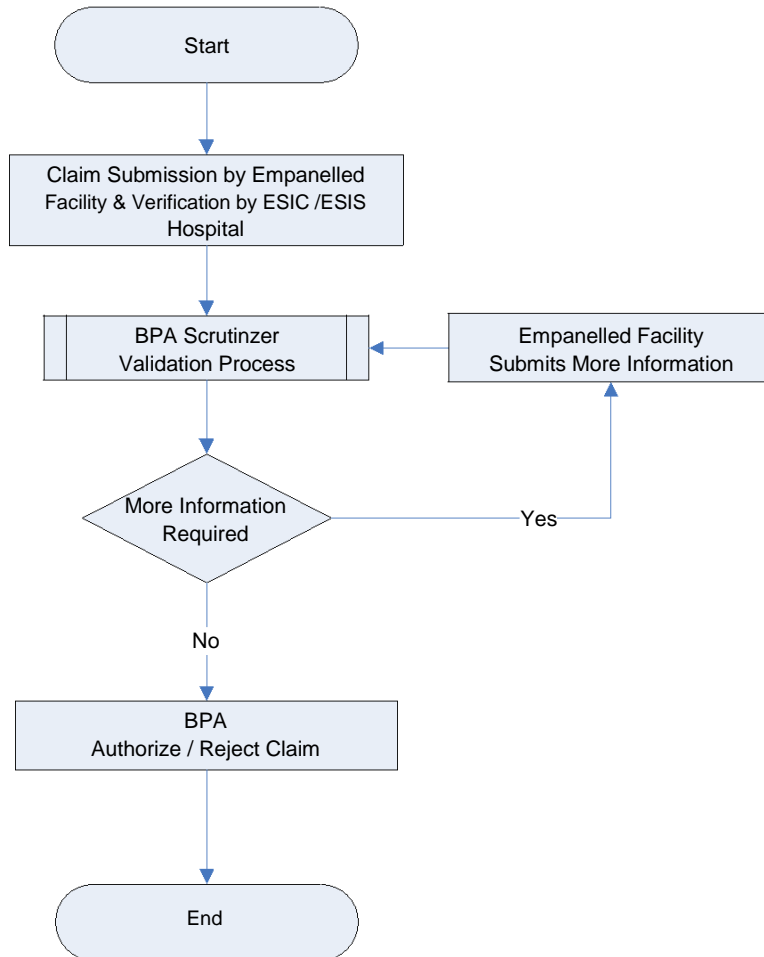 Start
Claim Submission by Empanelled
Facility & Verification by ESIC /ESIS
Hospital
BPA Scrutinzer
Validation Process
Empanelled Facility
Submits More Information
More Information
Required
Yes
No
BPA
Authorize / Reject Claim
End